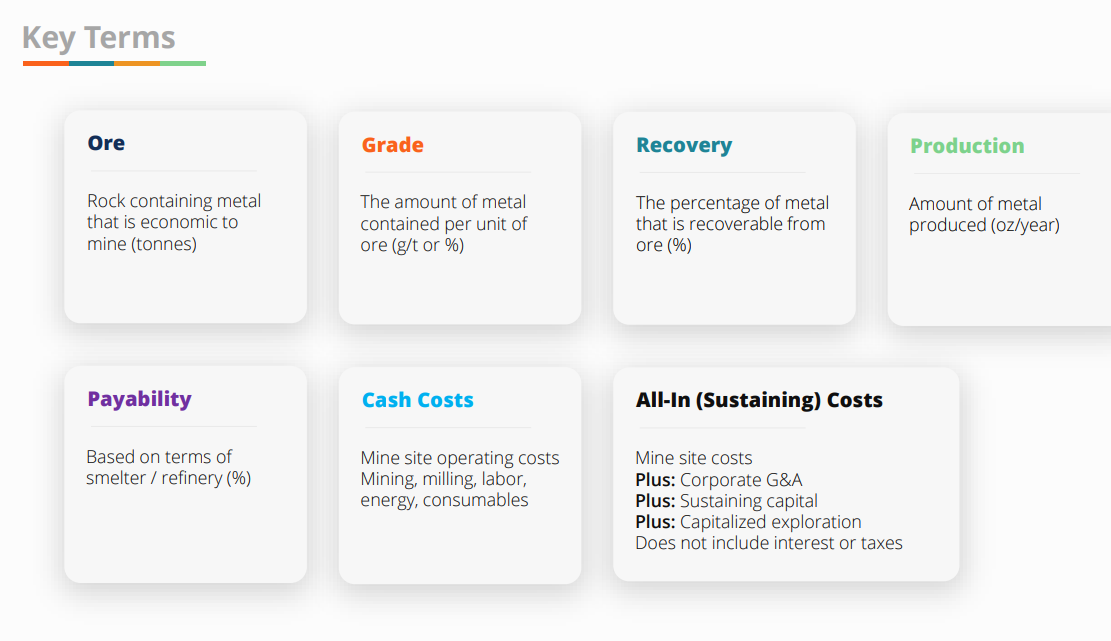 Key Terms
Ore
Rock containing metal
that is economic to
mine (tonnes)
Grade
The amount of metal
contained per unit of
ore (g/t or %)
Recovery
The percentage of metal
that is recoverable from
ore (%)
Production
Amount of metal
produced (oz/year)
Payability
Based on terms of
smelter / refinery (%)
Cash Costs
Mine site operating costs
Mining, milling, labor,
energy, consumables
All-In (Sustaining) Costs
Mine site costs
Plus: Corporate G&A
Plus: Sustaining capital
Plus: Capitalized exploration
Does not include interest or taxes